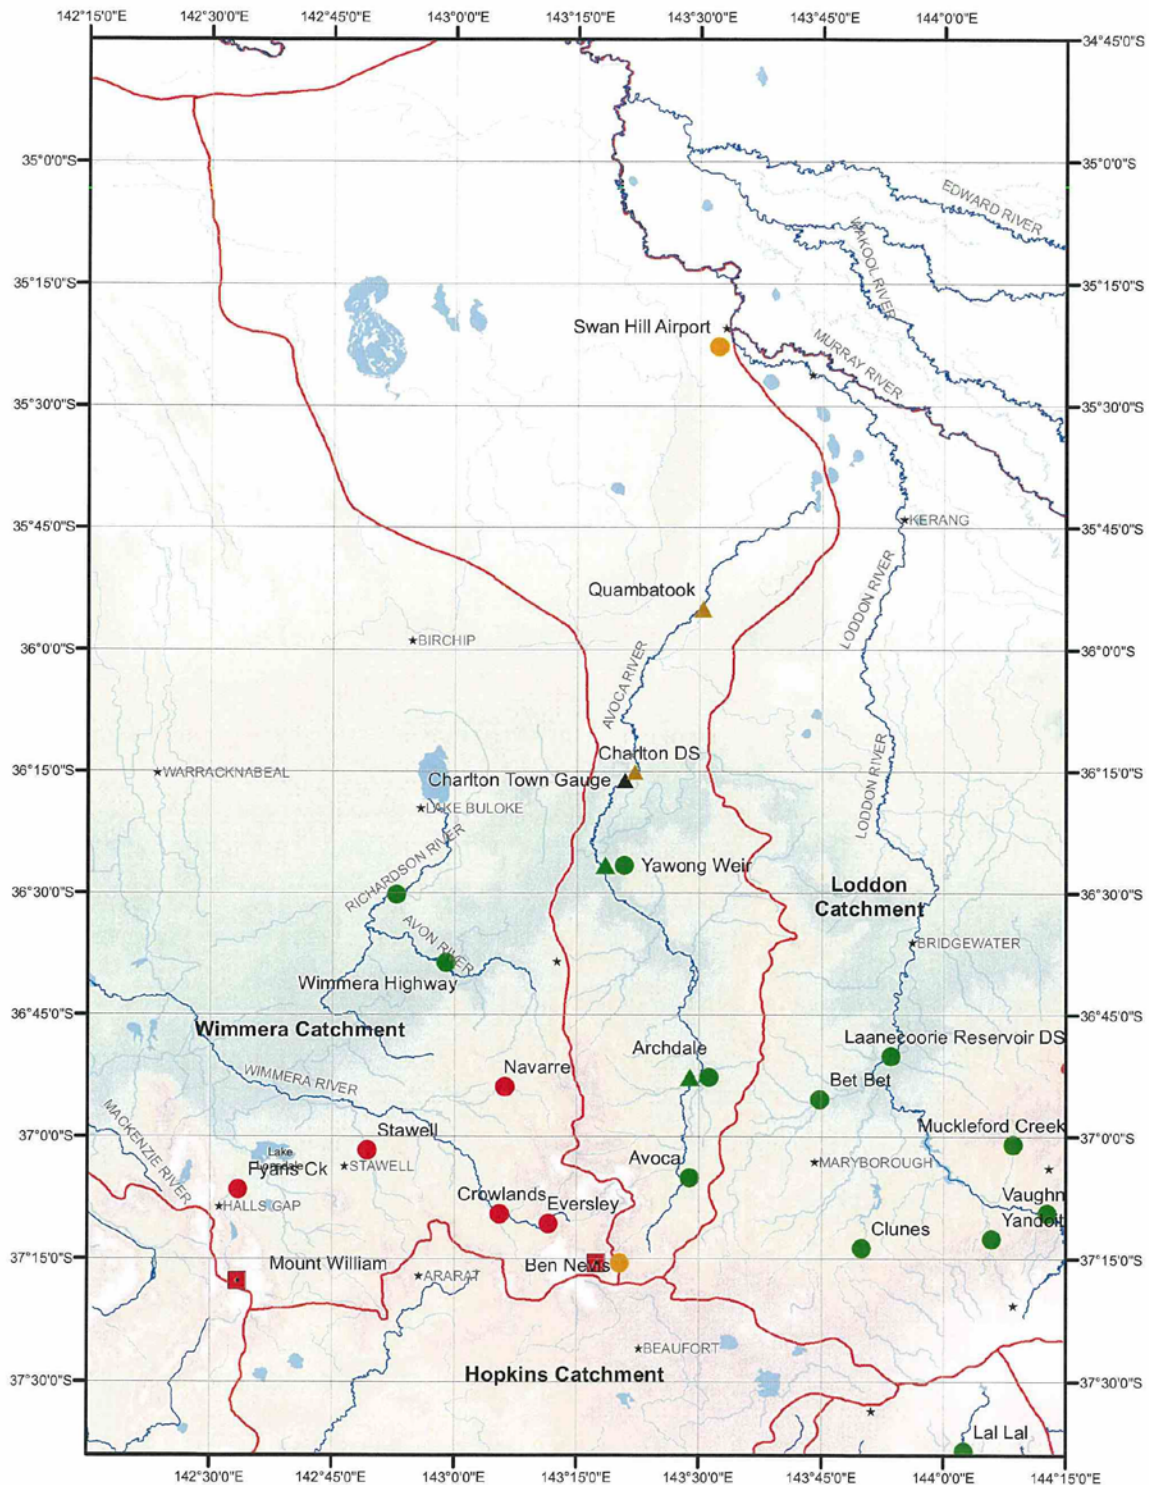 142°15'0"E
142°30'0"E
142°45'0"E
143°0'0"E
143°15'0"E
143°30'0"E
143°45'0"E
144°0'0"E
34°45'0"S
35°0'0"S
35°0'0"S
EDWARD RIVER
WAKOOL RIVER
35°15'0"S
35°15'0"S
Swan Hill Airport
MURRAY RIVER
35°30'0"S
35°30'0"S
KERANG
35°45'0"S
35°45'0"S
Quambatook
LODDON RIVER
BIRCHIP
36°0'0"S
36°0'0"S
AVOCA RIVER
Charlton DS
36°15'0"S
WARRACKNABEAL
Charlton Town Gauge
36°15'0"S
LODDON RIVER
LAKE BULOKE
RICHARDSON RIVER
Yawong Weir
36°30'0"S
Loddon
Catchment
36°30'0"S
AVON RIVER
BRIDGEWATER
Wimmera Highway
36°45'0"S
Wimmera Catchment
36°45'0"S
Laanecoorie Reservoir DS
Archdale
WIMMERA RIVER
Navarre
Bet Bet
MACKENZIE RIVER
Muckleford Creek
37°0'0"S
Stawell
37°0'0"S
Lake
Fyans Ck
STAWELL
Avoca
MARYBOROUGH
HALLS GAP
Crowlands
Eversley
Vaughn
Yandoit
Clunes
37°15'0"S
Mount William
Ben Nevis
37°15'0"S
ARARAT
BEAUFORT
Hopkins Catchment
37°30'0"S
37°30'0"S
Lal Lal
142°30'0"E
142°45'0"E
143°0'0"E
143°15'0"E
143°30'0"E
143°45'0"E
144°0'0"E
144°15'0"E